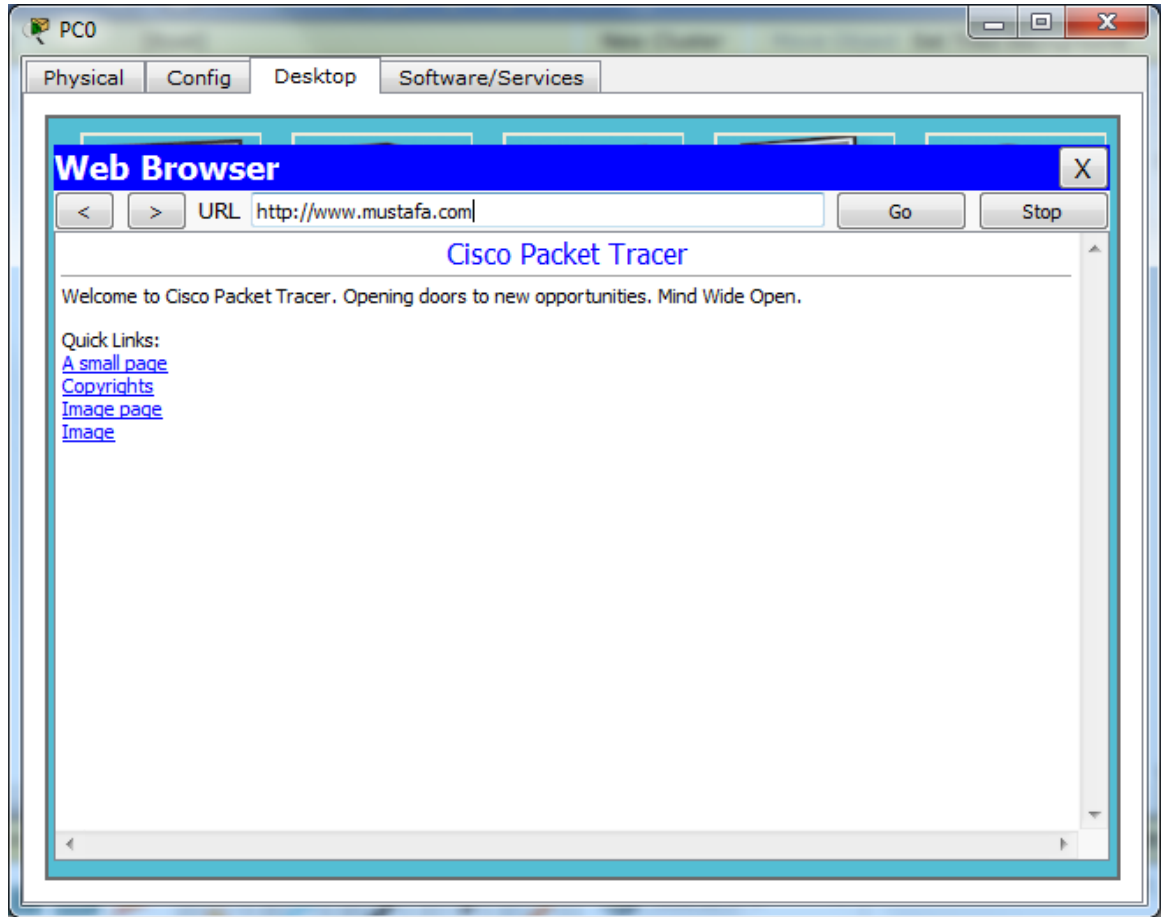 PC0
Physical Config Desktop Software/Services
Web Browser X
< > URL http://www.mustafa.com Go Stop
Cisco Packet Tracer
Welcome to Cisco Packet Tracer. Opening doors to new opportunities. Mind Wide Open.
Quick Links:
A small page
Copyrights
Image page
Image